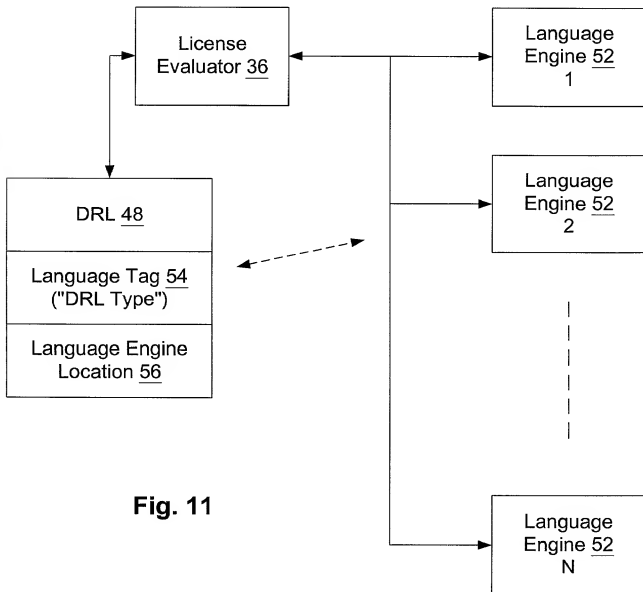 License
Evaluator 36
Language
Engine 52
1
DRL 48
Language Tag 54
("DRL Type")
Language Engine
Location 56
Language
Engine 52
2
Fig. 11
Language
Engine 52
N